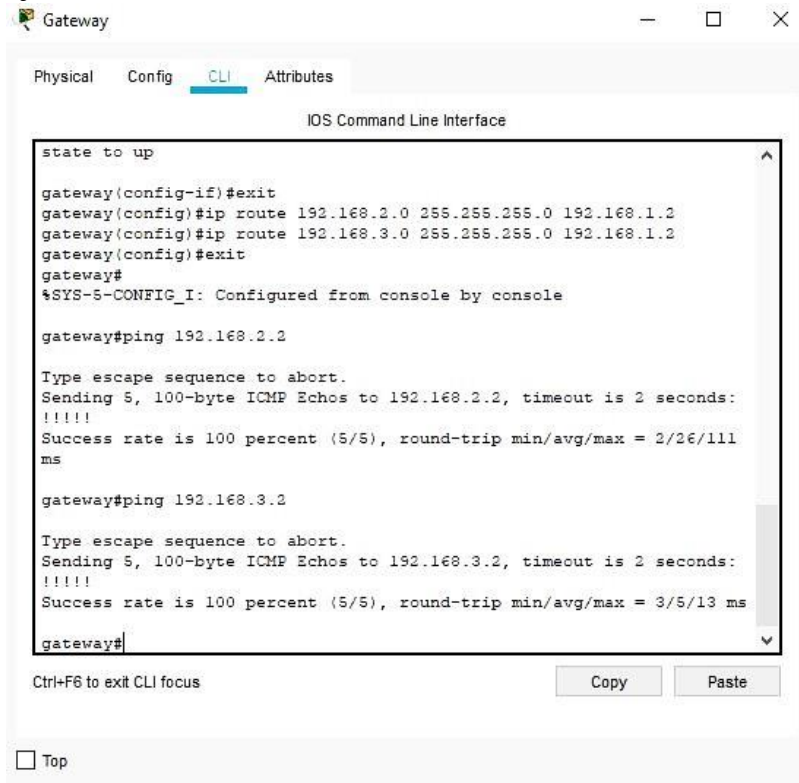 Gateway
Physical Config CLI Attributes
IOS Command Line Interface
state to up
gateway(config-if)#exit
gateway(config)#ip route 192.168.2.0 255.255.255.0 192.168.1.2
gateway(config)#ip route 192.168.3.0 255.255.255.0 192.168.1.2
gateway(config)#exit
gateway#
%SYS-5-CONFIG_I: Configured from console by console
gateway#ping 192.168.2.2
Type escape sequence to abort.
Sending 5, 100-byte ICMP Echos to 192.168.2.2, timeout is 2 seconds:
!!!!!
Success rate is 100 percent (5/5), round-trip min/avg/max = 2/26/111
ms
gateway#ping 192.168.3.2
Type escape sequence to abort.
Sending 5, 100-byte ICMP Echos to 192.168.3.2, timeout is 2 seconds:
!!!!!
Success rate is 100 percent (5/5), round-trip min/avg/max = 3/5/13 ms
gateway#
Ctrl+F6 to exit CLI focus
Copy Paste
Top